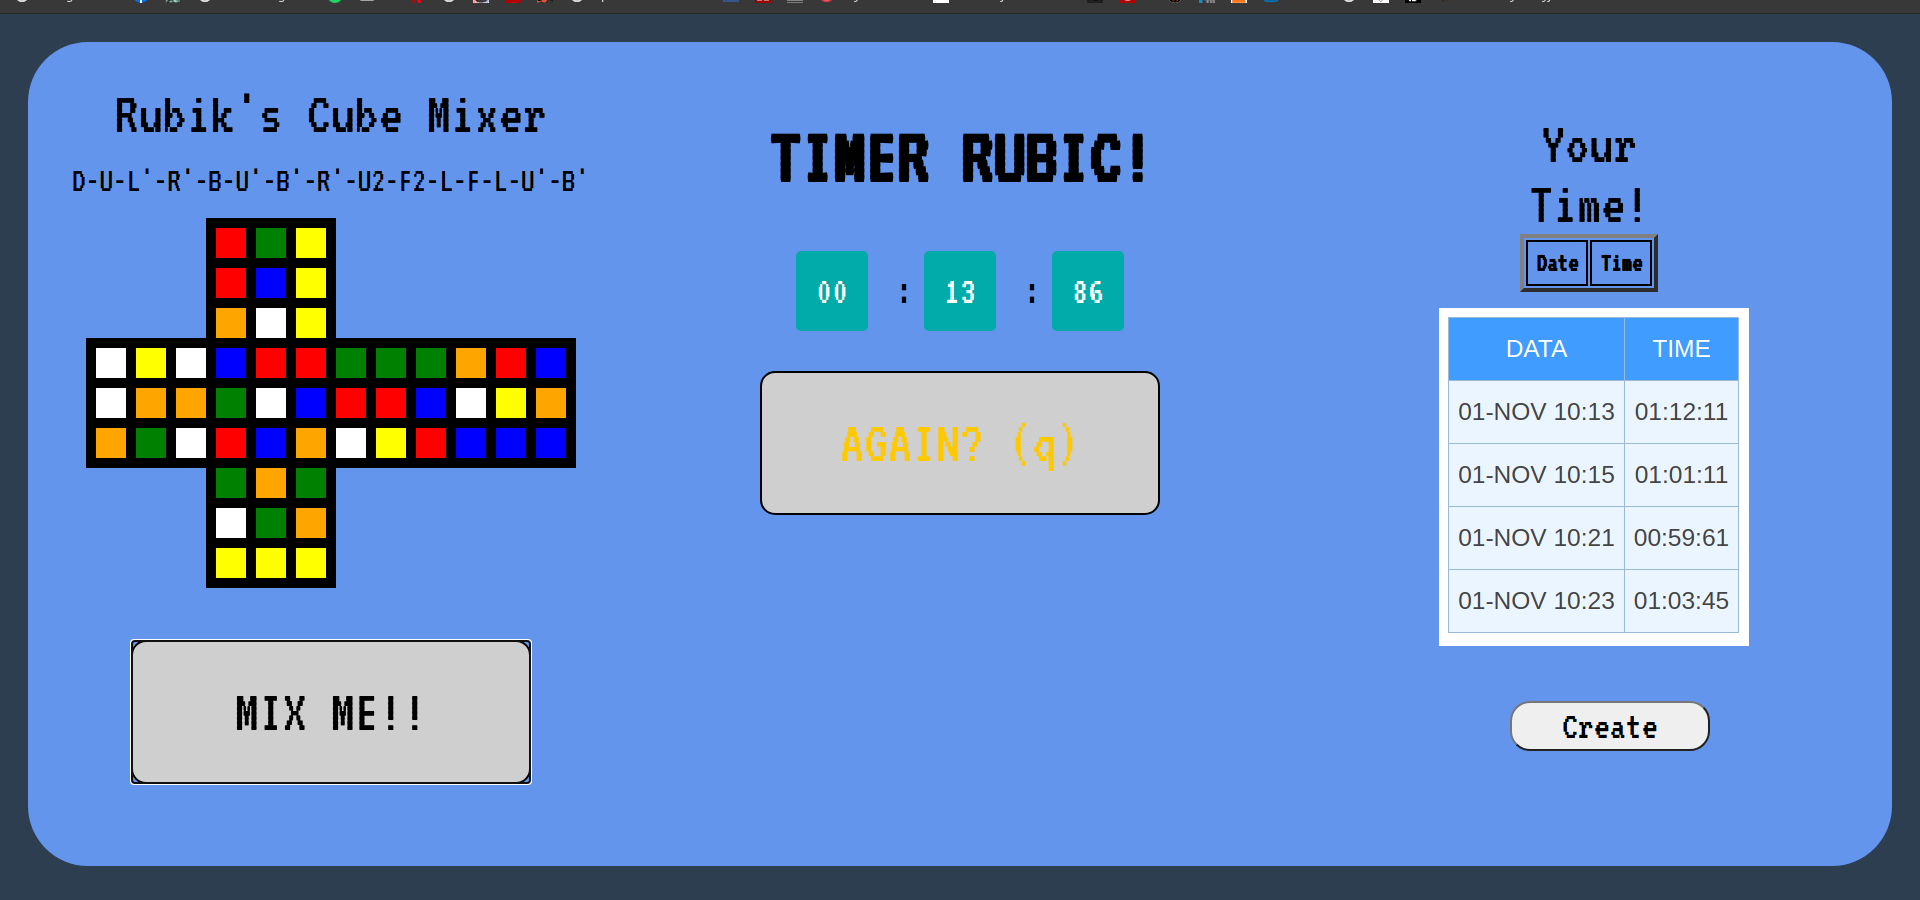 Rubik's Cube Mixer
D-U-L'-R'-B-U'-B'-R'-U2-F2-L-F-L-U'-B'
MIX ME!!
TIMER RUBIC!
00 : 13 : 86
AGAIN? (q)
Your
Time!
Date Time
DATA TIME
01-NOV 10:13 01:12:11
01-NOV 10:15 01:01:11
01-NOV 10:21 00:59:61
01-NOV 10:23 01:03:45
Create